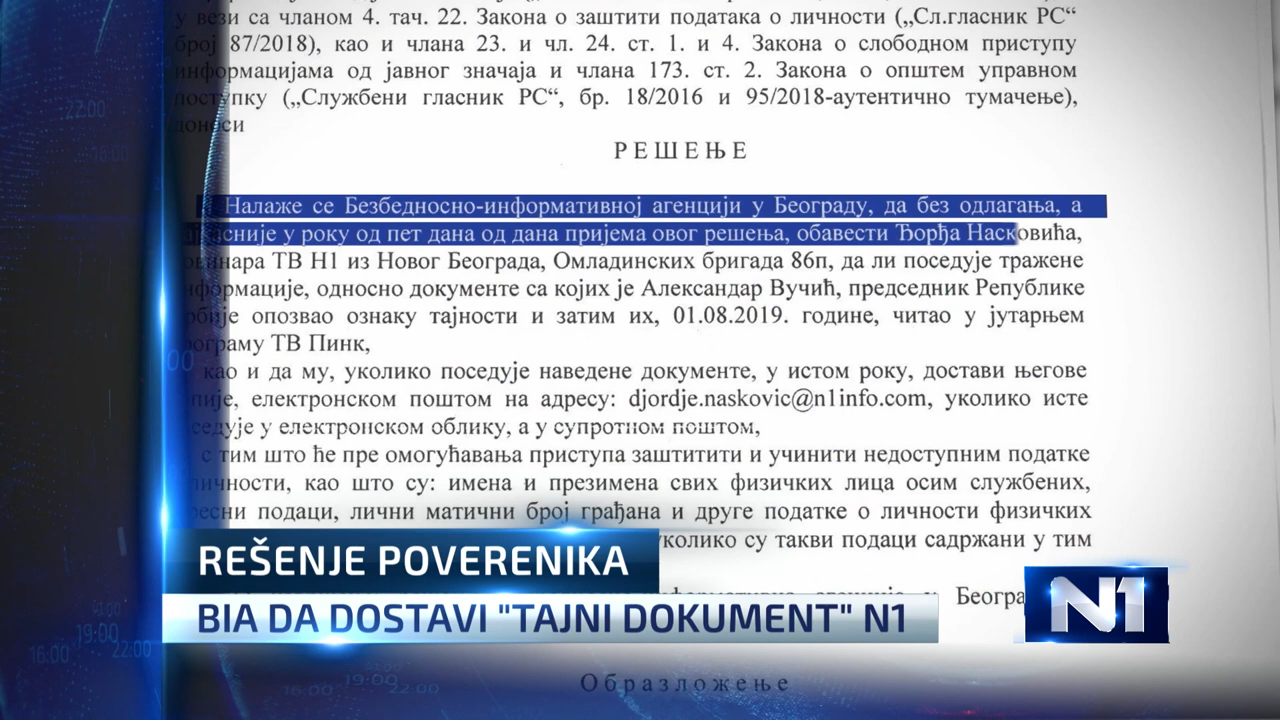 у вези са чланом 4. тач. 22. Закона о заштити података о личности („Сл.гласник РС“
број 87/2018), као и члана 23. и чл. 24. ст. 1. и 4. Закона о слободном приступу
информацијама од јавног значаја и члана 173. ст. 2. Закона о општем управном
поступку („Службени гласник РС“, бр. 18/2016 и 95/2018-аутентично тумачење),
доноси
РЕШЕЊЕ
Налаже се Безбедносно-информативној агенцији у Београду, да без одлагања, а
у року од пет дана од дана пријема овог решења, обавести Ђорђа Насковића,
ТВ Н1 из Новог Београда, Омладинских бригада 86п, да ли поседује тражене
информације, односно документе са којих је Александар Вучић, председник Републике
опозвао ознаку тајности и затим их, 01.08.2019. године, читао у јутарњем
програму ТВ Пинк,
као и да му, уколико поседује наведене документе, у истом року, достави његове
електронском поштом на адресу: djordje.naskovic@n1info.com, уколико исте
у електронском облику, а у супротном поштом,
с тим што ће пре омогућавања приступа заштитити и учинити недоступним податке
личности, као што су: имена и презимена свих физичких лица осим службених,
подаци, лични матични број грађана и друге податке о личности физичких
уколико су такви подаци садржани у тим
REŠENJE POVERENIKA
BIA DA DOSTAVI "TAJNI DOKUMENT" N1
N1
19:00
16:00
22:00
Образложење